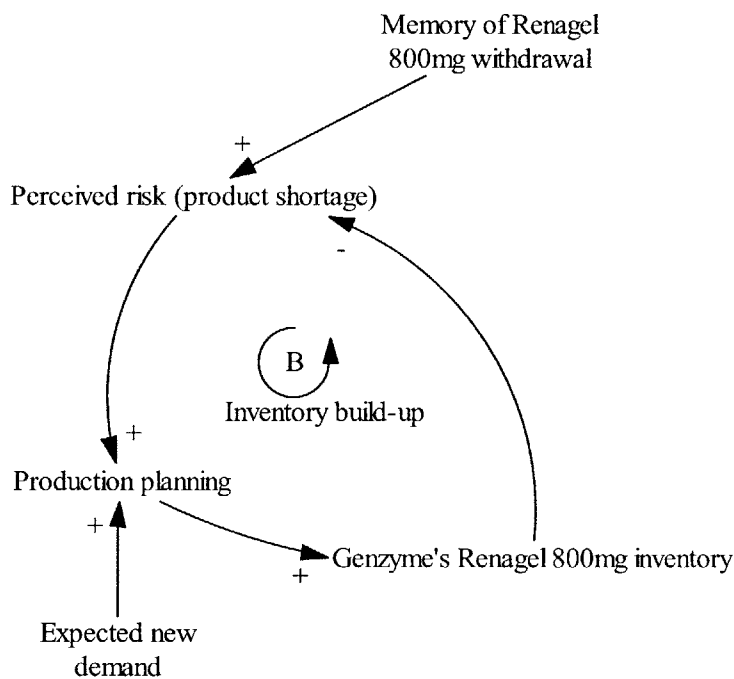 Memory of Renagel
800mg withdrawal
+
Perceived risk (product shortage)
-
B
Inventory build-up
+
Production planning
+
Genzyme's Renagel 800mg inventory
+
Expected new
demand